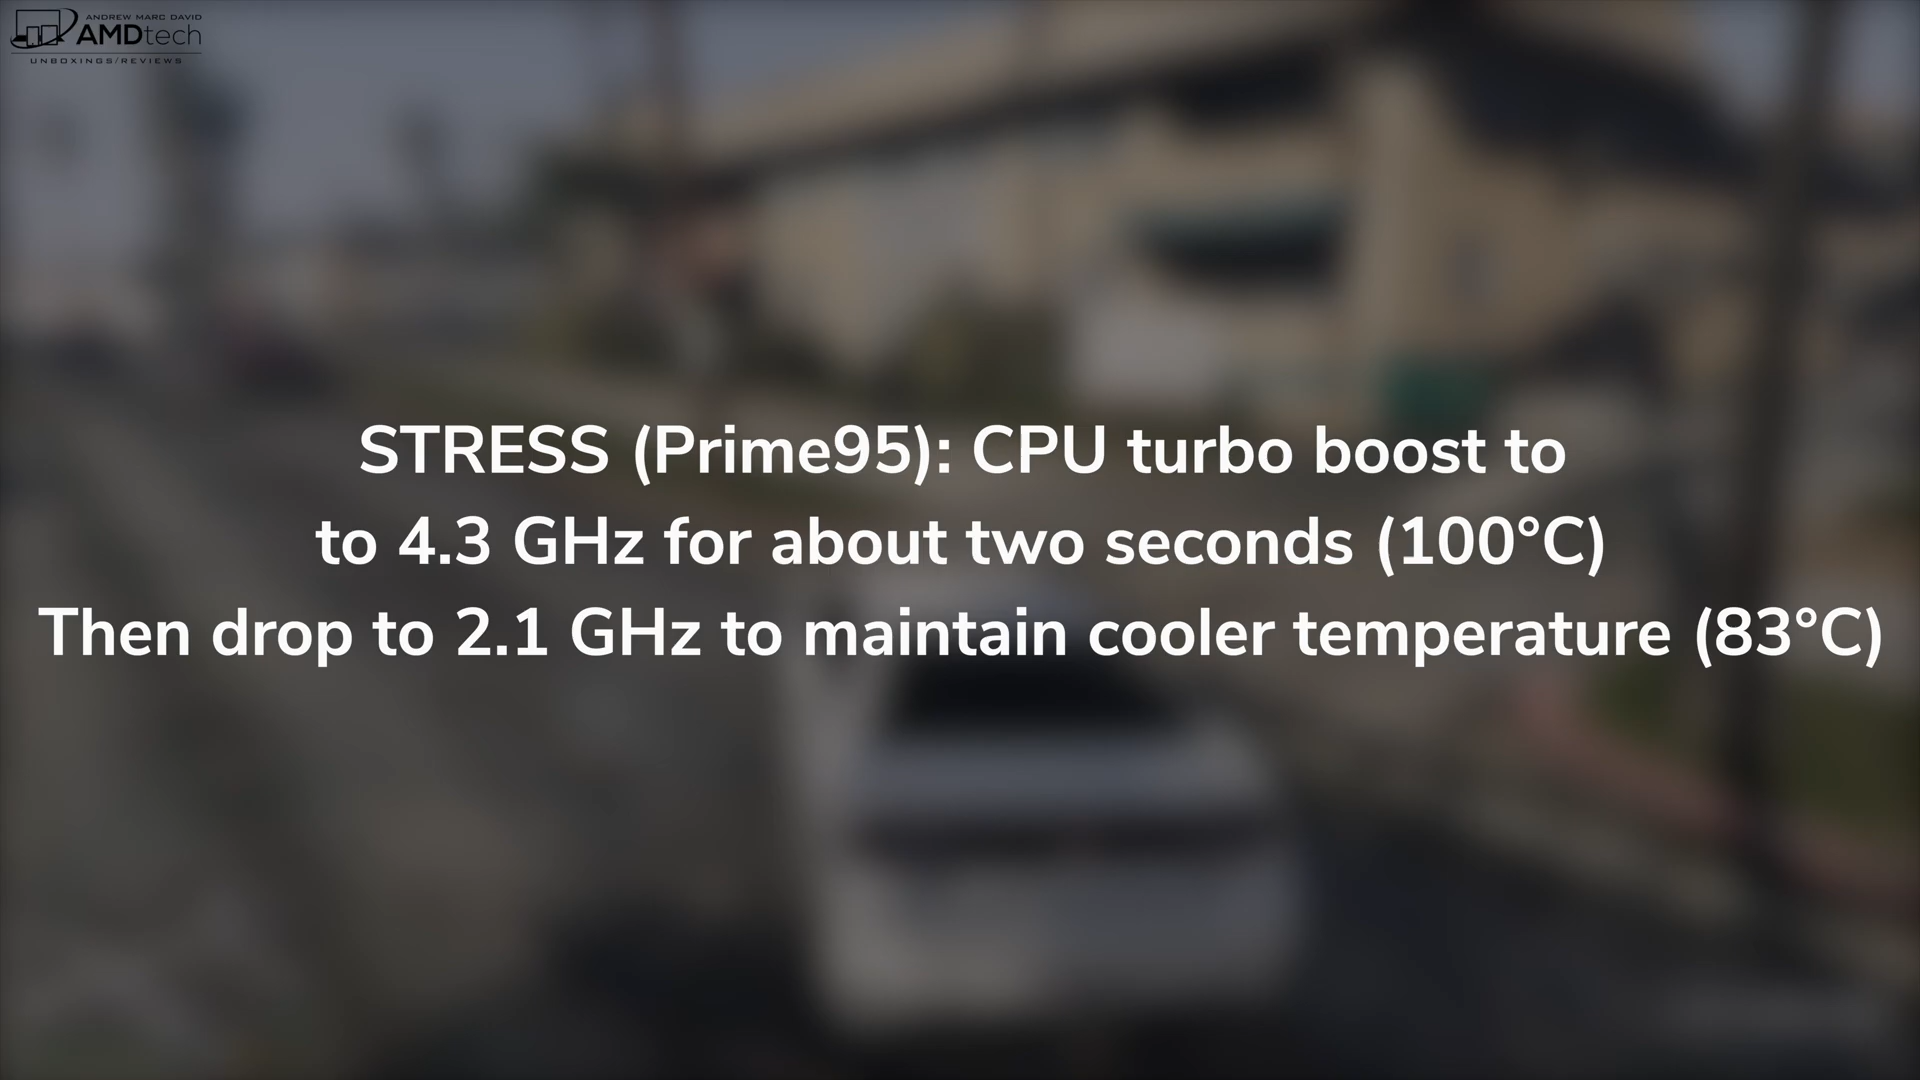 ANDREW MARC DAVID
AMDtech
UNBOXINGS/REVIEWS
STRESS (Prime95): CPU turbo boost to
to 4.3 GHz for about two seconds (100°C)
Then drop to 2.1 GHz to maintain cooler temperature (83°C)